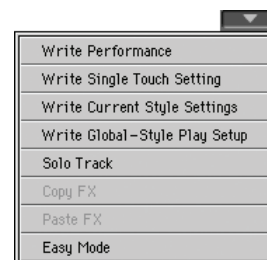 Write Performance
Write Single Touch Setting
Write Current Style Settings
Write Global-Style Play Setup
Solo Track
Copy FX
Paste FX
Easy Mode